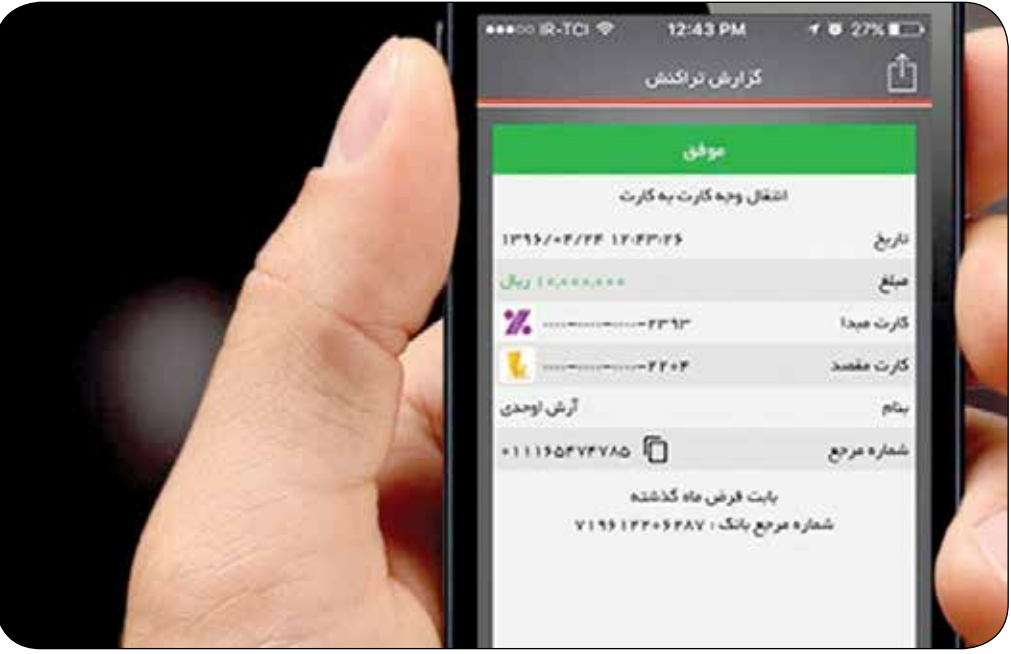 IR-TCI 12:43 PM 27%
گزارش تراکنش
موفق
انتقال وجه کارت به کارت
تاریخ ۱۳۹۶/۰۴/۲۴ ۱۲:۴۳:۲۶
مبلغ ۱۰,۰۰۰,۰۰۰ ریال
کارت مبدا ----‎-----‎-----۲۳۹۳
کارت مقصد ----‎-----‎-----۲۲۰۴
بنام آرش اوحدی
شماره مرجع ۰۱۱۱۶۵۴۷۴۷۸۵
بابت قرض ماه گذشته
شماره مرجع بانک :